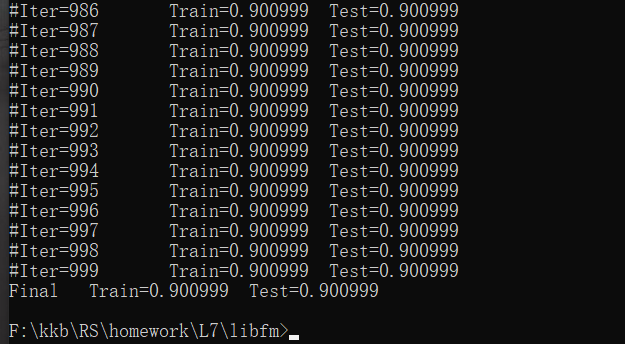 #Iter=986 Train=0.900999 Test=0.900999
#Iter=987 Train=0.900999 Test=0.900999
#Iter=988 Train=0.900999 Test=0.900999
#Iter=989 Train=0.900999 Test=0.900999
#Iter=990 Train=0.900999 Test=0.900999
#Iter=991 Train=0.900999 Test=0.900999
#Iter=992 Train=0.900999 Test=0.900999
#Iter=993 Train=0.900999 Test=0.900999
#Iter=994 Train=0.900999 Test=0.900999
#Iter=995 Train=0.900999 Test=0.900999
#Iter=996 Train=0.900999 Test=0.900999
#Iter=997 Train=0.900999 Test=0.900999
#Iter=998 Train=0.900999 Test=0.900999
#Iter=999 Train=0.900999 Test=0.900999
Final Train=0.900999 Test=0.900999
F:\kkb\RS\homework\L7\libfm>